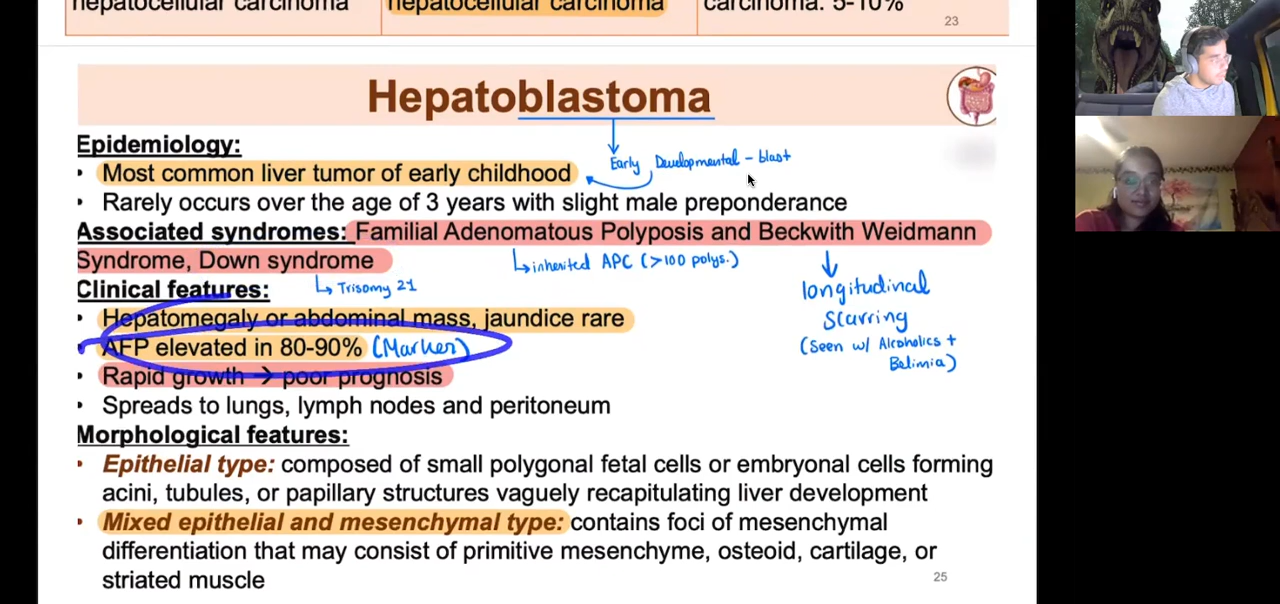 hepatocellular carcinoma hepatocellular carcinoma carcinoma: 5-10%
23
Hepatoblastoma
Epidemiology:
Early Developmental - blast
• Most common liver tumor of early childhood
• Rarely occurs over the age of 3 years with slight male preponderance
Associated syndromes: Familial Adenomatous Polyposis and Beckwith Weidmann
Syndrome, Down syndrome
↳ inherited APC (>100 polys.)
↳ Trisomy 21
longitudinal
Scarring
(Seen w/ Alcoholics +
Belimia)
Clinical features:
• Hepatomegaly or abdominal mass, jaundice rare
• AFP elevated in 80-90% (Marker)
• Rapid growth → poor prognosis
• Spreads to lungs, lymph nodes and peritoneum
Morphological features:
• Epithelial type: composed of small polygonal fetal cells or embryonal cells forming
acini, tubules, or papillary structures vaguely recapitulating liver development
• Mixed epithelial and mesenchymal type: contains foci of mesenchymal
differentiation that may consist of primitive mesenchyme, osteoid, cartilage, or
striated muscle
25